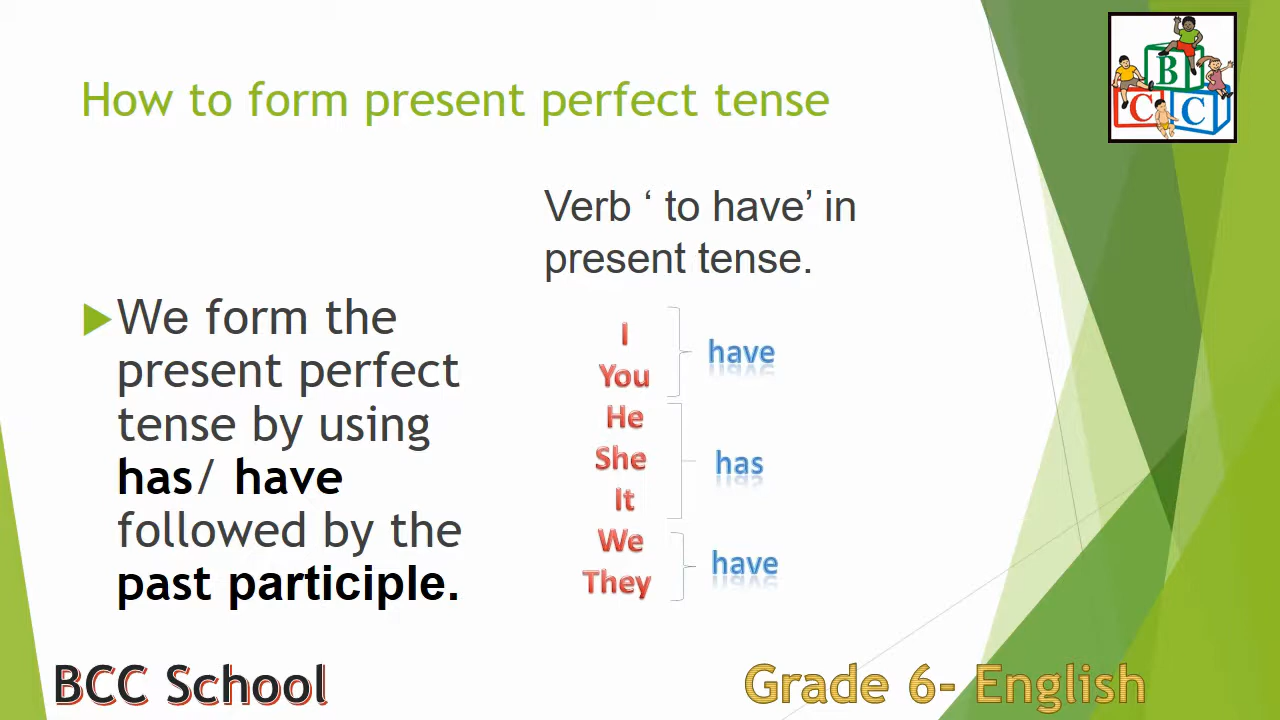 How to form present perfect tense
B
C C
Verb ‘ to have’ in
present tense.
We form the
present perfect
tense by using
has/ have
followed by the
past participle.
I
You
have
He
She
It
has
We
They
have
BCC School
Grade 6- English